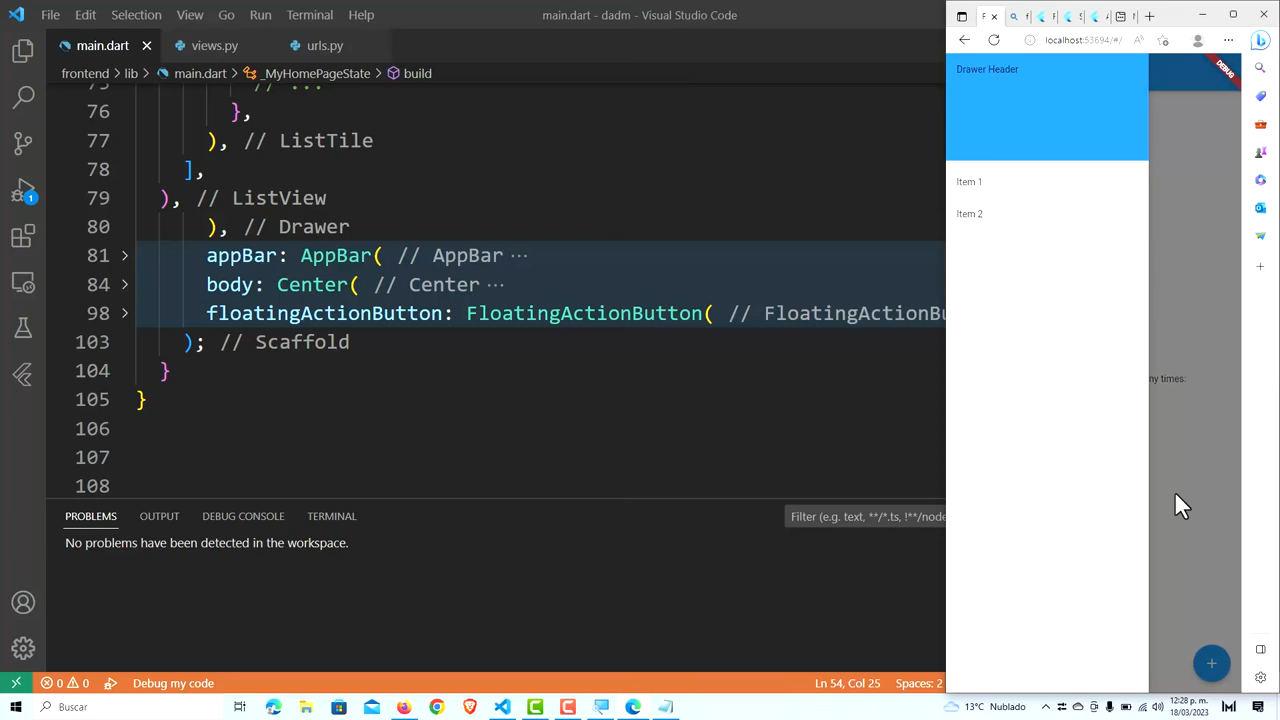 File Edit Selection View Go Run Terminal Help
main.dart - dadm - Visual Studio Code
main.dart
views.py
urls.py
frontend > lib > main.dart > _MyHomePageState > build
76 },
77 ), // ListTile
78 ],
79 ), // ListView
80 ), // Drawer
81 appBar: AppBar( // AppBar ···
84 body: Center( // Center ···
98 floatingActionButton: FloatingActionButton( // FloatingActionBu
103 ); // Scaffold
104 }
105 }
106
107
108
PROBLEMS OUTPUT DEBUG CONSOLE TERMINAL
Filter (e.g. text, **/*.ts, !**/node
No problems have been detected in the workspace.
1
0 0 Debug my code
Ln 54, Col 25 Spaces: 2
localhost:53694/#/
Drawer Header
DEBUG
Item 1
Item 2
ny times:
Buscar
13°C Nublado
12:28 p. m.
18/03/2023